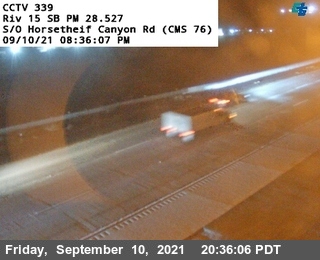 CCTV 339
Riv 15 SB PM 28.527
S/O Horsetheif Canyon Rd (CMS 76)
09/10/21 08:36:07 PM
Friday, September 10, 2021 20:36:06 PDT